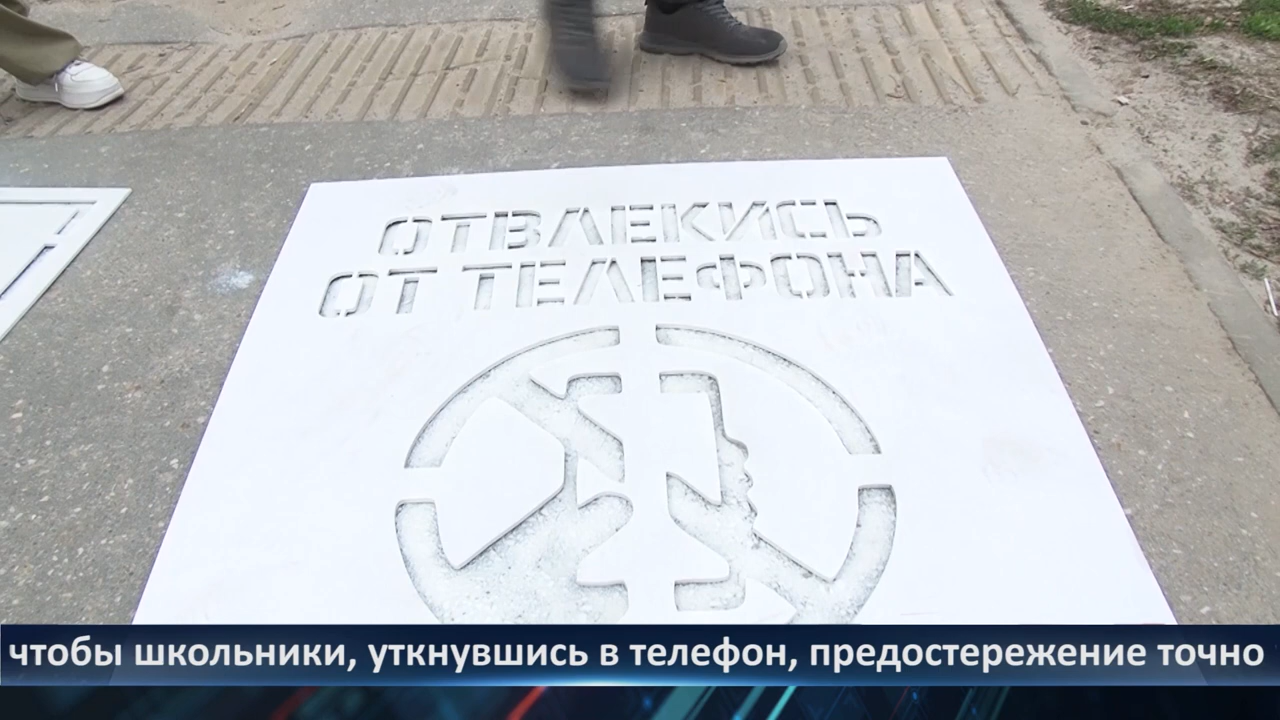 ОТВЛЕКИСЬ
ОТ ТЕЛЕФОНА
чтобы школьники, уткнувшись в телефон, предостережение точно